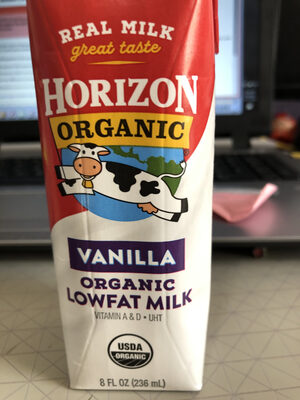 REAL MILK
great taste
HORIZON
ORGANIC
VANILLA
ORGANIC
LOWFAT MILK
VITAMIN A & D • UHT
USDA
ORGANIC
8 FL OZ (236 mL)